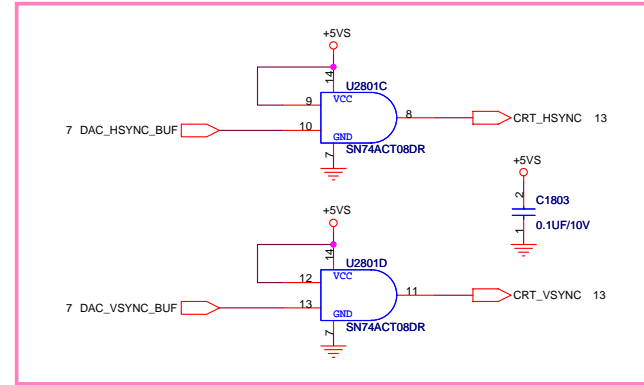 +5VS
14
U2801C
VCC
9
8
7 DAC_HSYNC_BUF
10
CRT_HSYNC 13
GND
SN74ACT08DR
7
+5VS
2
C1803
0.1UF/10V
1
+5VS
14
U2801D
VCC
12
11
7 DAC_VSYNC_BUF
13
CRT_VSYNC 13
GND
SN74ACT08DR
7